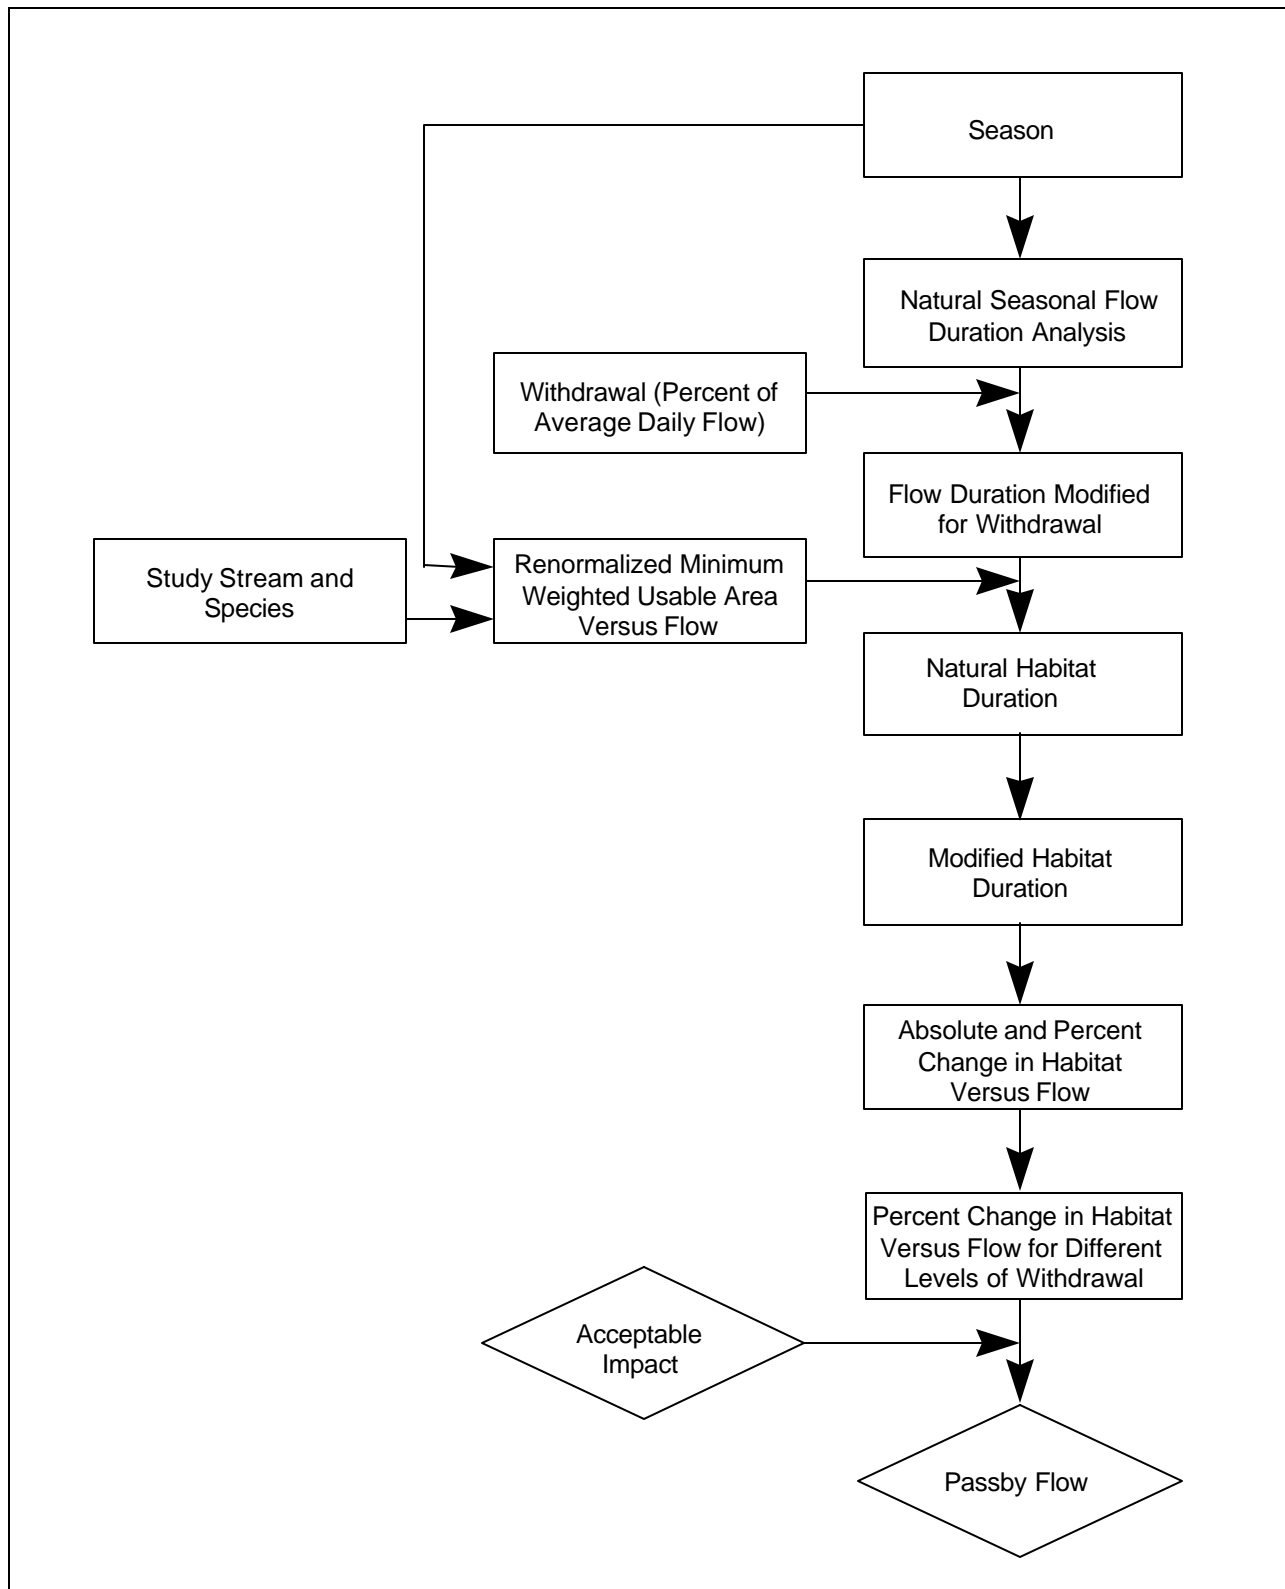 Season
Natural Seasonal Flow
Duration Analysis
Withdrawal (Percent of
Average Daily Flow)
Flow Duration Modified
for Withdrawal
Study Stream and
Species
Renormalized Minimum
Weighted Usable Area
Versus Flow
Natural Habitat
Duration
Modified Habitat
Duration
Absolute and Percent
Change in Habitat
Versus Flow
Percent Change in Habitat
Versus Flow for Different
Levels of Withdrawal
Acceptable
Impact
Passby Flow